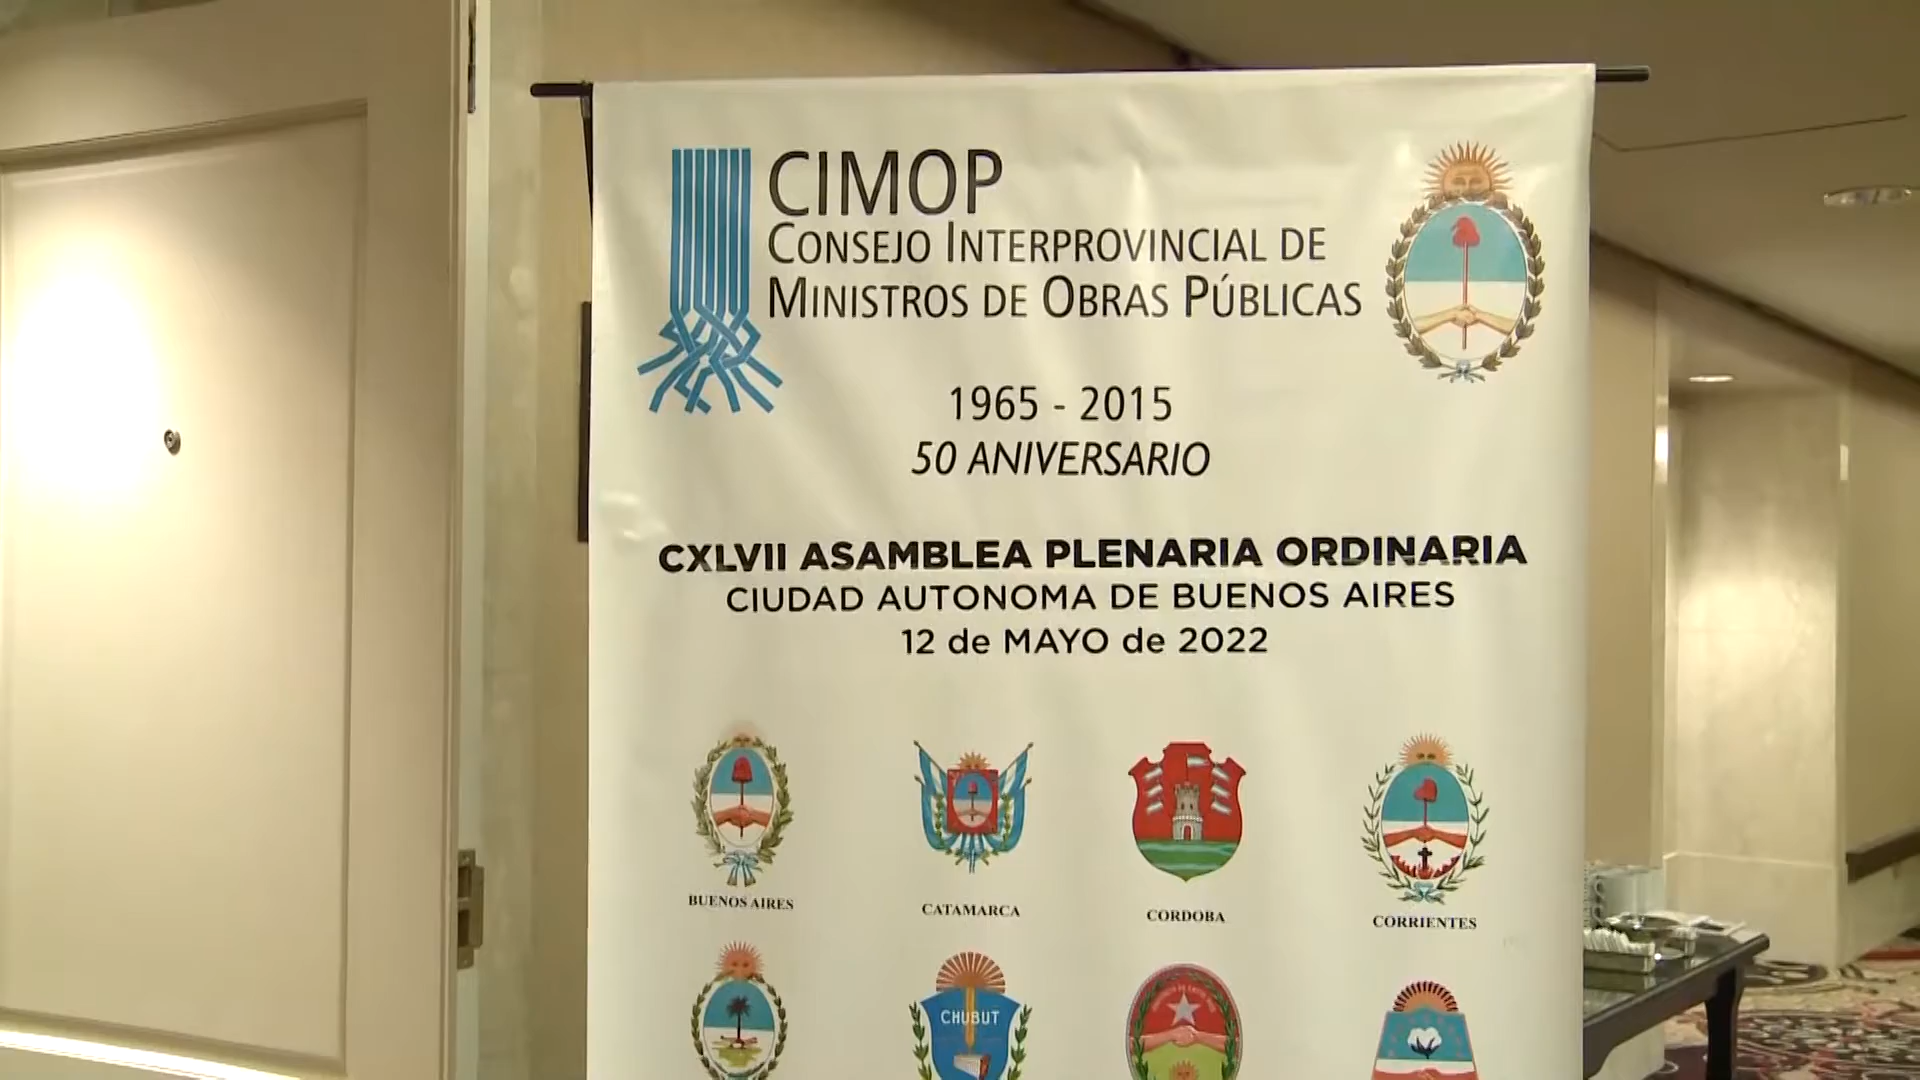 CIMOP
CONSEJO INTERPROVINCIAL DE
MINISTROS DE OBRAS PÚBLICAS
1965 - 2015
50 ANIVERSARIO
CXLVII ASAMBLEA PLENARIA ORDINARIA
CIUDAD AUTONOMA DE BUENOS AIRES
12 de MAYO de 2022
BUENOS AIRES
CATAMARCA
CORDOBA
CORRIENTES
CHUBUT